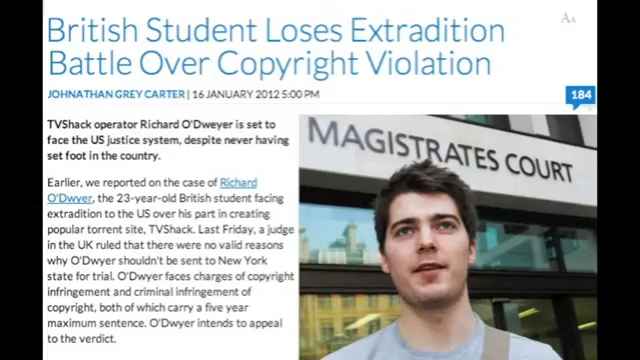 British Student Loses Extradition
Battle Over Copyright Violation
AA
JOHNATHAN GREY CARTER | 16 JANUARY 2012 5:00 PM
184
TVShack operator Richard O'Dweyer is set to
face the US justice system, despite never having
set foot in the country.
Earlier, we reported on the case of Richard
O'Dwyer, the 23-year-old British student facing
extradition to the US over his part in creating
popular torrent site, TVShack. Last Friday, a judge
in the UK ruled that there were no valid reasons
why O'Dwyer shouldn't be sent to New York
state for trial. O'Dwyer faces charges of copyright
infringement and criminal infringement of
copyright, both of which carry a five year
maximum sentence. O'Dwyer intends to appeal
to the verdict.
MAGISTRATES COURT